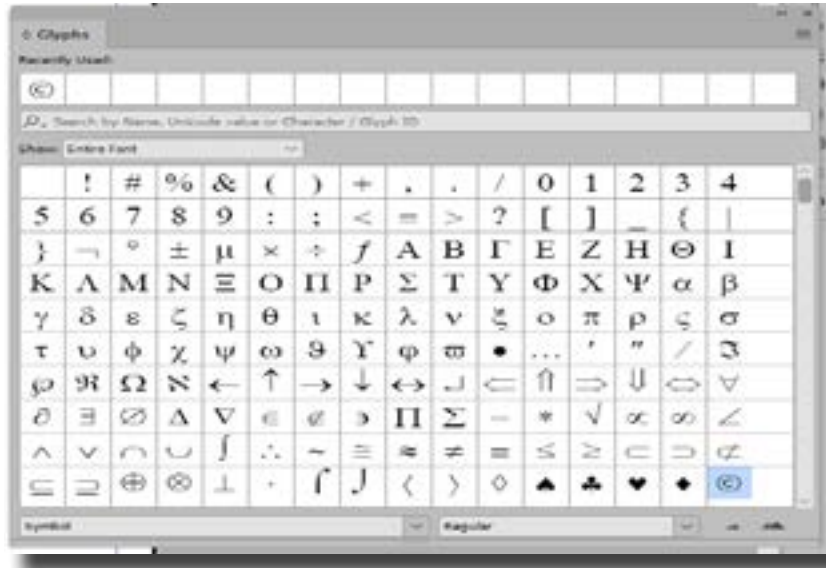 ◊ Glyphs
Recently Used:
©
Search by Name, Unicode value or Character / Glyph ID
Show: Entire Font
! # % & ( ) + , . / 0 1 2 3 4
5 6 7 8 9 : ; < = > ? [ ] _ { |
} ¬ ° ± µ × ÷ ƒ Α Β Γ Ε Ζ Η Θ Ι
Κ Λ Μ Ν Ξ Ο Π Ρ Σ Τ Υ Φ Χ Ψ α β
γ δ ε ζ η θ ι κ λ ν ξ ο π ρ ς σ
τ υ φ χ ψ ω ϑ ϒ ϕ ϖ • … ′ ″ ⁄ ℑ
℘ ℜ Ω ℵ ← ↑ → ↓ ↔ ↵ ⇐ ⇑ ⇒ ⇓ ⇔ ∀
∂ ∃ ∅ ∆ ∇ ∈ ∉ ∋ ∏ ∑ − ∗ √ ∝ ∞ ∠
∧ ∨ ∩ ∪ ∫ ∴ ∼ ≅ ≈ ≠ ≡ ≤ ≥ ⊂ ⊃ ⊄
⊆ ⊇ ⊕ ⊗ ⊥ ⋅ ⌠ ⌡ 〈 〉 ◊ ♠ ♣ ♥ ♦ ©
Symbol Regular